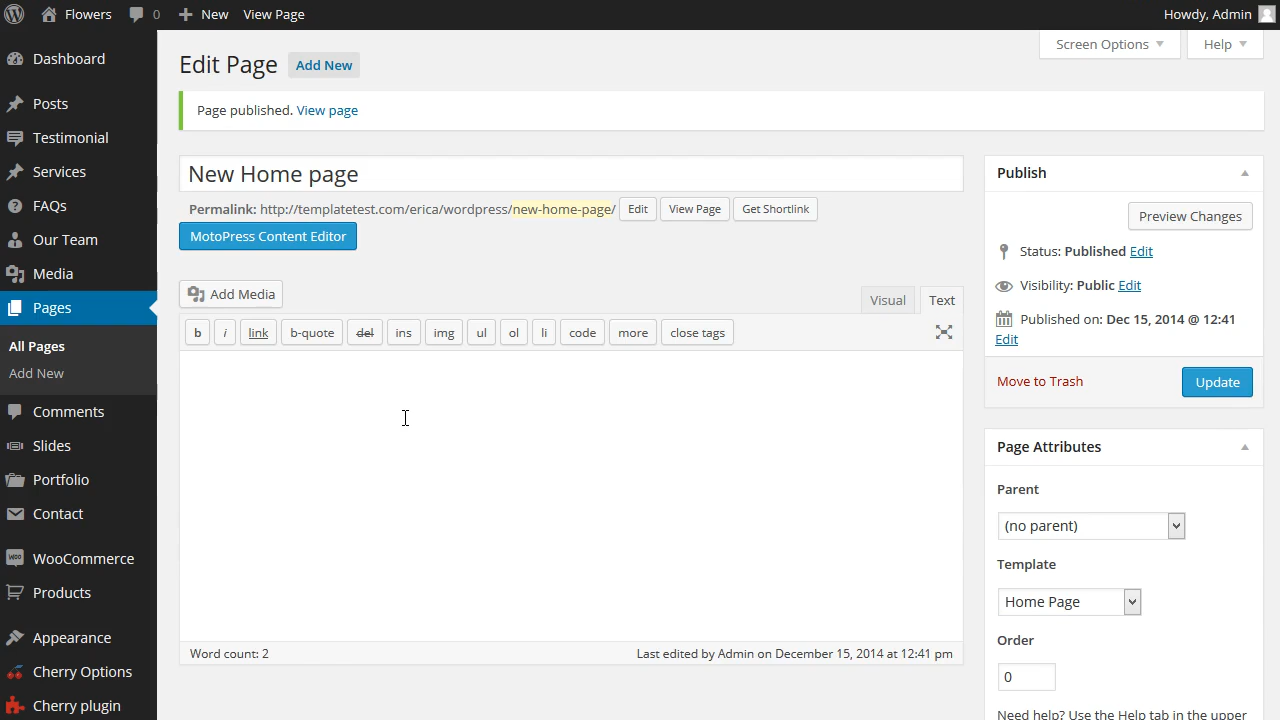 Flowers 0 New View Page Howdy, Admin
Screen Options Help
Dashboard
Posts
Testimonial
Services
FAQs
Our Team
Media
Pages
All Pages
Add New
Comments
Slides
Portfolio
Contact
WooCommerce
Products
Appearance
Cherry Options
Cherry plugin
Edit Page Add New
Page published. View page
New Home page
Permalink: http://templatetest.com/erica/wordpress/new-home-page/ Edit View Page Get Shortlink
MotoPress Content Editor
Add Media
Visual Text
b i link b-quote del ins img ul ol li code more close tags
Word count: 2 Last edited by Admin on December 15, 2014 at 12:41 pm
Publish
Preview Changes
Status: Published Edit
Visibility: Public Edit
Published on: Dec 15, 2014 @ 12:41
Edit
Move to Trash Update
Page Attributes
Parent
(no parent)
Template
Home Page
Order
0
Need help? Use the Help tab in the upper